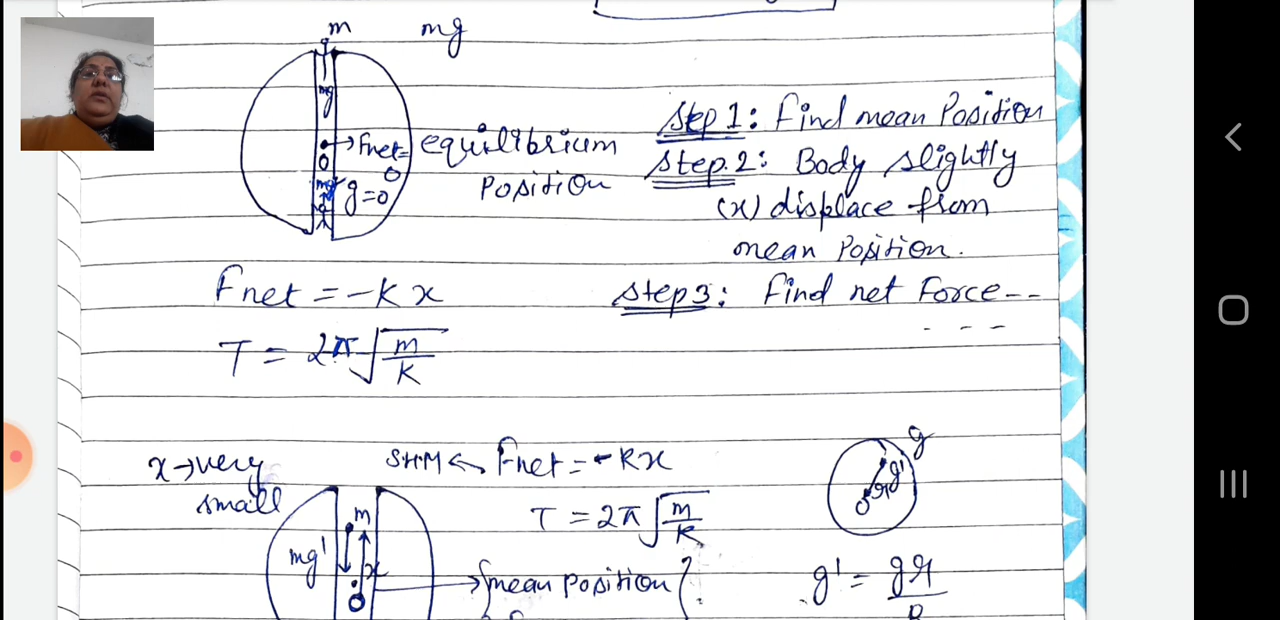 m
mg
mg
Step 1: Find mean Position
→ Fnet = 0
equilibrium
Position
O
mg
g=0
Step.2: Body slightly
(x) displace from
mean Position.
Fnet = -Kx
Step 3: Find net Force--
- - -
T = 2π√m/K
x→very
small
SHM ← Fnet = -Kx
T = 2π√m/K
g
g'
r
O
m
mg'
x
O
mean position ?
g' = gr/R